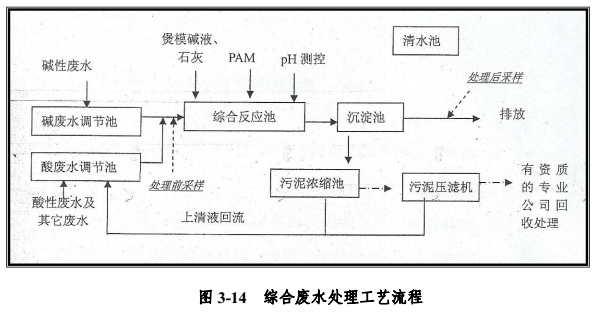 煲模碱液、
石灰
PAM
pH 测控
清水池
碱性废水
处理后采样
碱废水调节池
综合反应池
沉淀池
排放
酸废水调节池
处理前采样
污泥浓缩池
污泥压滤机
有资质
的专业
公司回
收处理
酸性废水及
其它废水
上清液回流
图 3-14 综合废水处理工艺流程